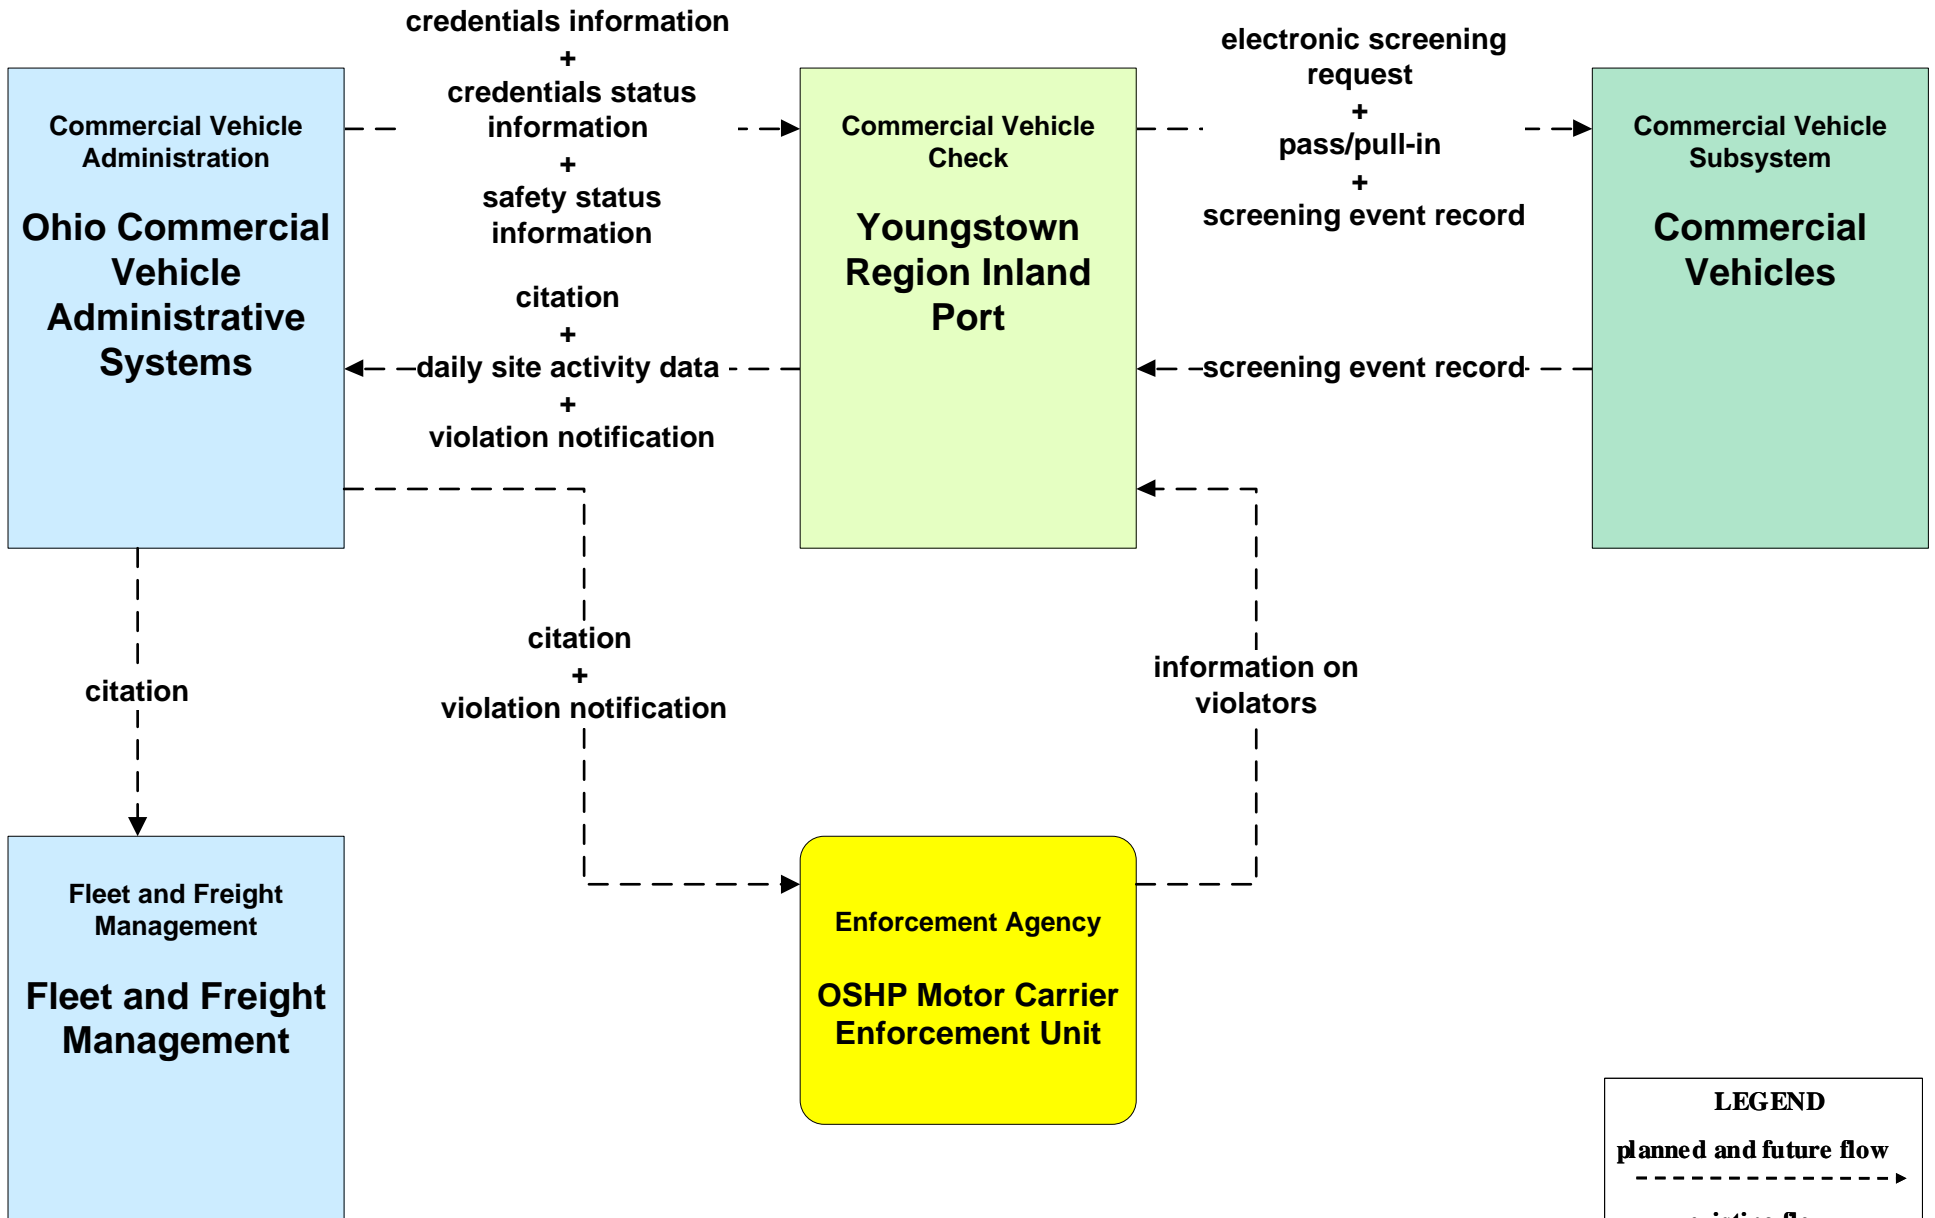 credentials information
+
credentials status
information
+
safety status
information
electronic screening
request
+
pass/pull-in
+
screening event record
Commercial Vehicle
Administration
Ohio Commercial
Vehicle
Administrative
Systems
Commercial Vehicle
Check
Youngstown
Region Inland
Port
Commercial Vehicle
Subsystem
Commercial
Vehicles
citation
+
daily site activity data
+
violation notification
screening event record
citation
citation
+
violation notification
information on
violators
Fleet and Freight
Management
Fleet and Freight
Management
Enforcement Agency
OSHP Motor Carrier
Enforcement Unit
LEGEND
planned and future flow